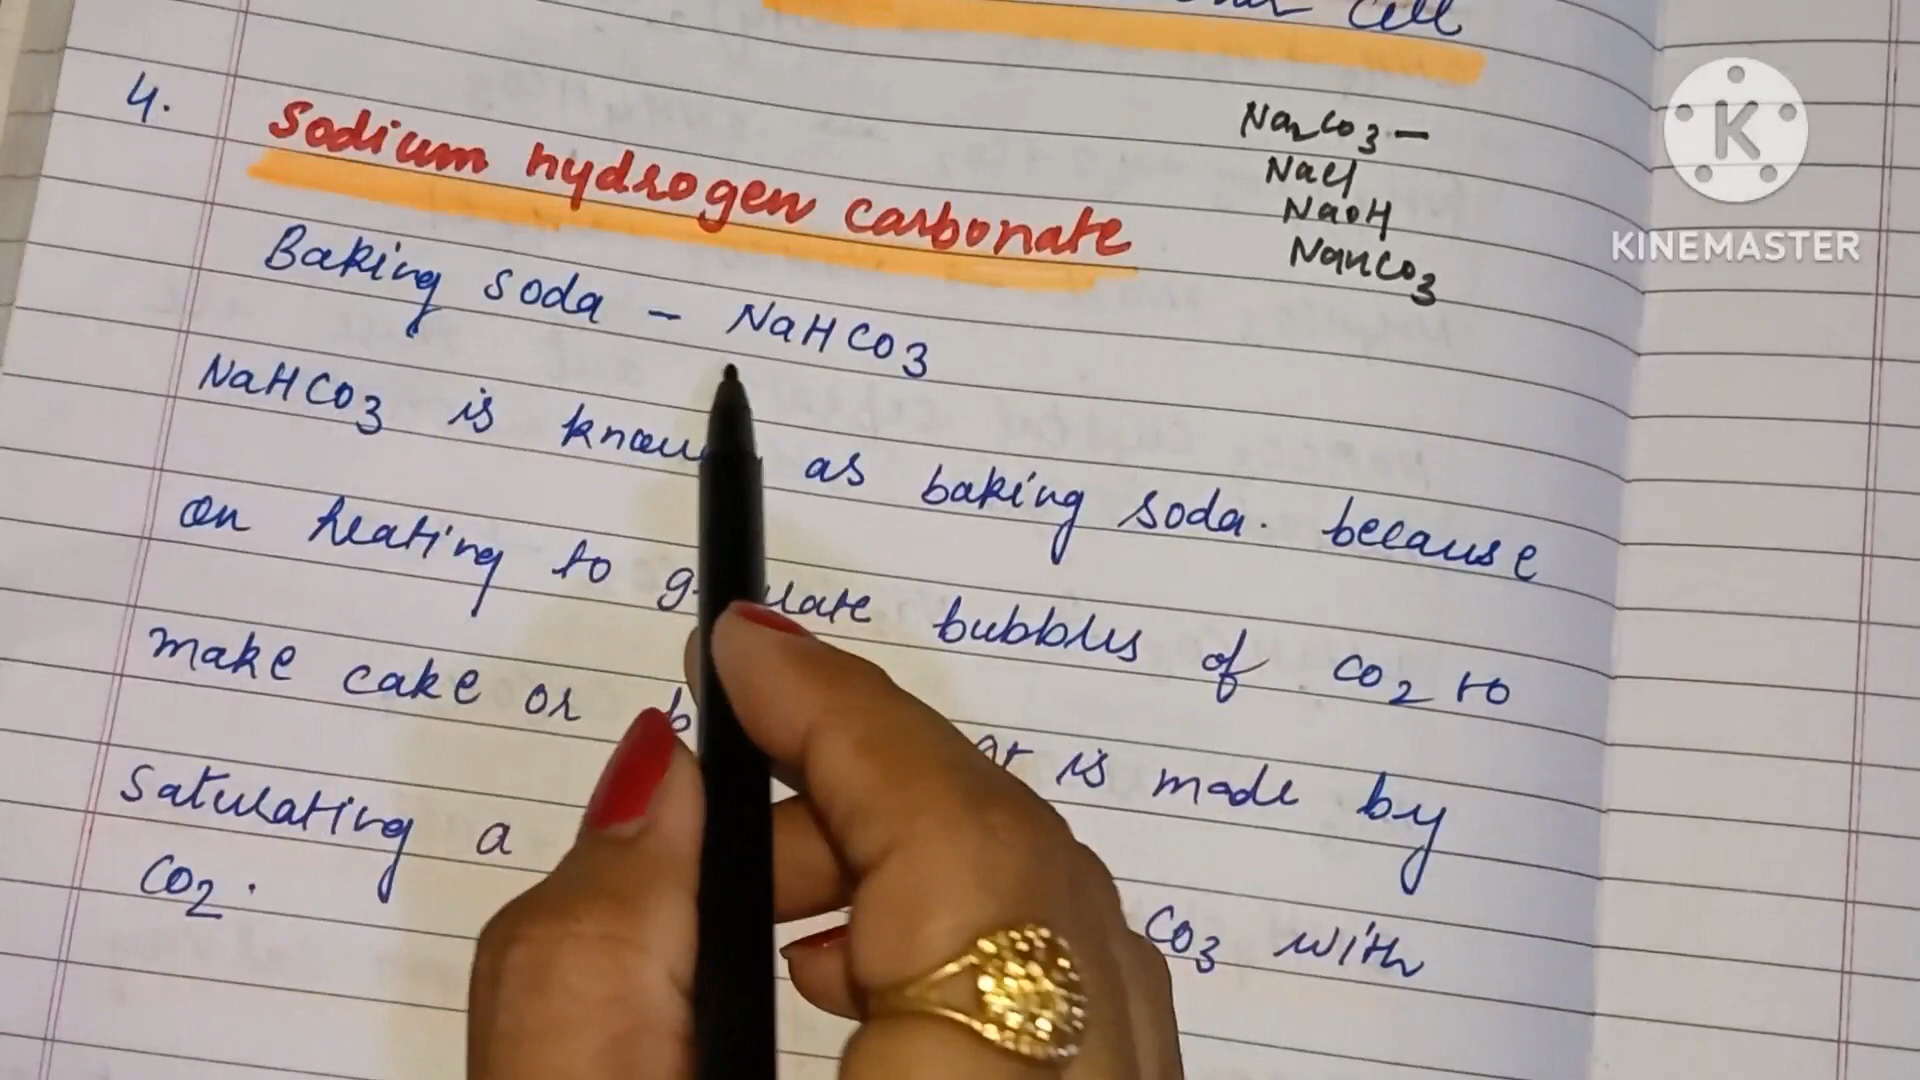 cell
4. Sodium hydrogen carbonate
Na2CO3 -
NaCl
NaOH
NaHCO3
K
KINEMASTER
Baking soda - NaHCO3
NaHCO3 is known as baking soda. because
on heating to bubbles of CO2 to
make cake or is made by
Saturating a CO3 with
CO2.